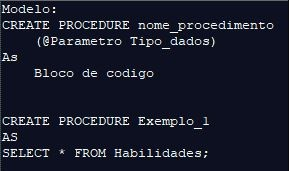 Modelo:
CREATE PROCEDURE nome_procedimento
(@Parametro Tipo_dados)
As
Bloco de codigo
CREATE PROCEDURE Exemplo_1
AS
SELECT * FROM Habilidades;